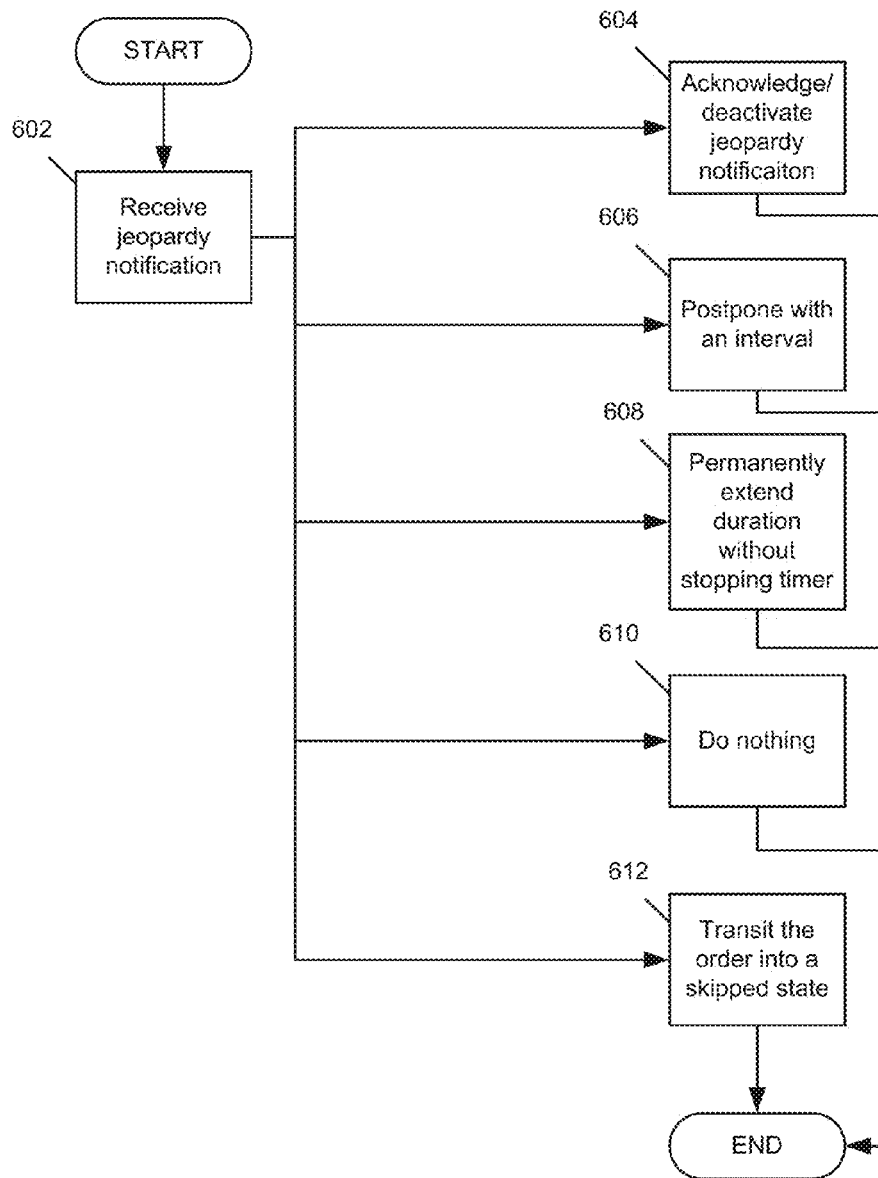 START
602
Receive
jeopardy
notification
604
Acknowledge/
deactivate
jeopardy
notificaiton
606
Postpone with
an interval
608
Permanently
extend
duration
without
stopping timer
610
Do nothing
612
Transit the
order into a
skipped state
END